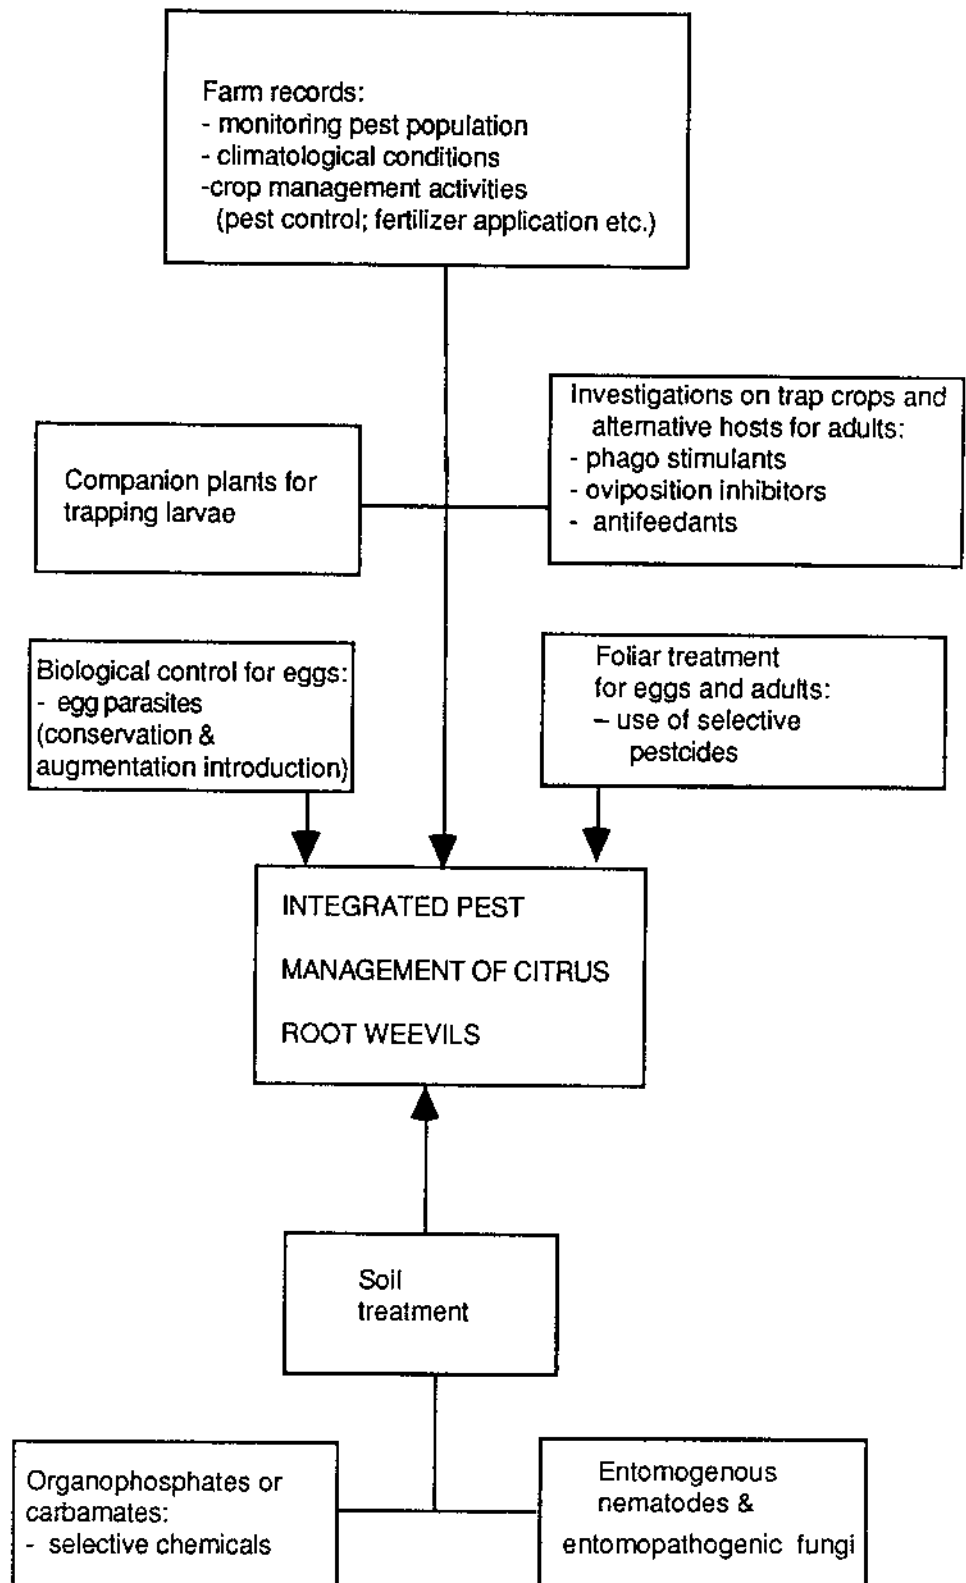 Farm records:
- monitoring pest population
- climatological conditions
-crop management activities
(pest control; fertilizer application etc.)
Companion plants for
trapping larvae
Investigations on trap crops and
alternative hosts for adults:
- phago stimulants
- oviposition inhibitors
- antifeedants
Biological control for eggs:
- egg parasites
(conservation &
augmentation introduction)
Foliar treatment
for eggs and adults:
– use of selective
pestcides
INTEGRATED PEST
MANAGEMENT OF CITRUS
ROOT WEEVILS
Soil
treatment
Organophosphates or
carbamates:
- selective chemicals
Entomogenous
nematodes &
entomopathogenic fungi